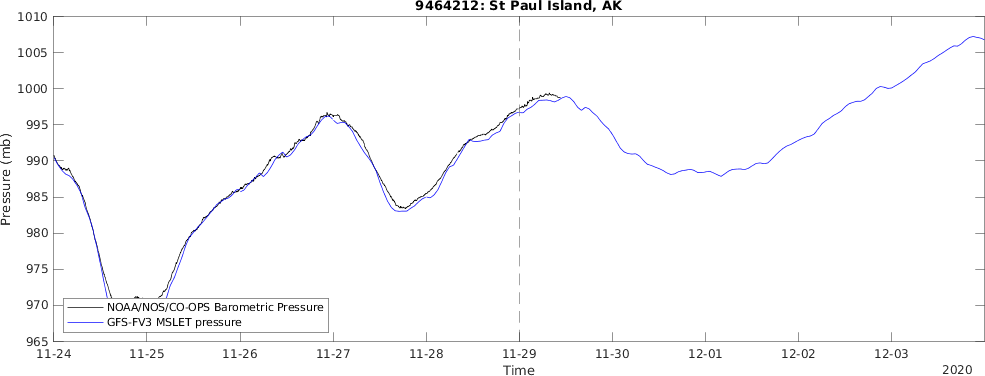 9464212: St Paul Island, AK
1010
1005
1000
995
990
985
980
975
970
965
Pressure (mb)
NOAA/NOS/CO-OPS Barometric Pressure
GFS-FV3 MSLET pressure
11-24 11-25 11-26 11-27 11-28 11-29 11-30 12-01 12-02 12-03
Time
2020